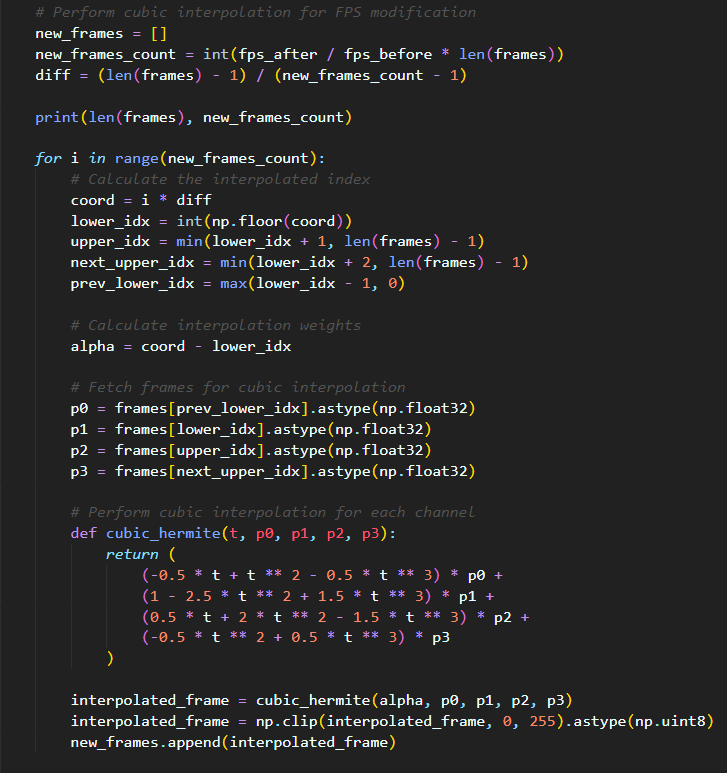 # Perform cubic interpolation for FPS modification
new_frames = []
new_frames_count = int(fps_after / fps_before * len(frames))
diff = (len(frames) - 1) / (new_frames_count - 1)

print(len(frames), new_frames_count)

for i in range(new_frames_count):
    # Calculate the interpolated index
    coord = i * diff
    lower_idx = int(np.floor(coord))
    upper_idx = min(lower_idx + 1, len(frames) - 1)
    next_upper_idx = min(lower_idx + 2, len(frames) - 1)
    prev_lower_idx = max(lower_idx - 1, 0)

    # Calculate interpolation weights
    alpha = coord - lower_idx

    # Fetch frames for cubic interpolation
    p0 = frames[prev_lower_idx].astype(np.float32)
    p1 = frames[lower_idx].astype(np.float32)
    p2 = frames[upper_idx].astype(np.float32)
    p3 = frames[next_upper_idx].astype(np.float32)

    # Perform cubic interpolation for each channel
    def cubic_hermite(t, p0, p1, p2, p3):
        return (
            (-0.5 * t + t ** 2 - 0.5 * t ** 3) * p0 +
            (1 - 2.5 * t ** 2 + 1.5 * t ** 3) * p1 +
            (0.5 * t + 2 * t ** 2 - 1.5 * t ** 3) * p2 +
            (-0.5 * t ** 2 + 0.5 * t ** 3) * p3
        )

    interpolated_frame = cubic_hermite(alpha, p0, p1, p2, p3)
    interpolated_frame = np.clip(interpolated_frame, 0, 255).astype(np.uint8)
    new_frames.append(interpolated_frame)